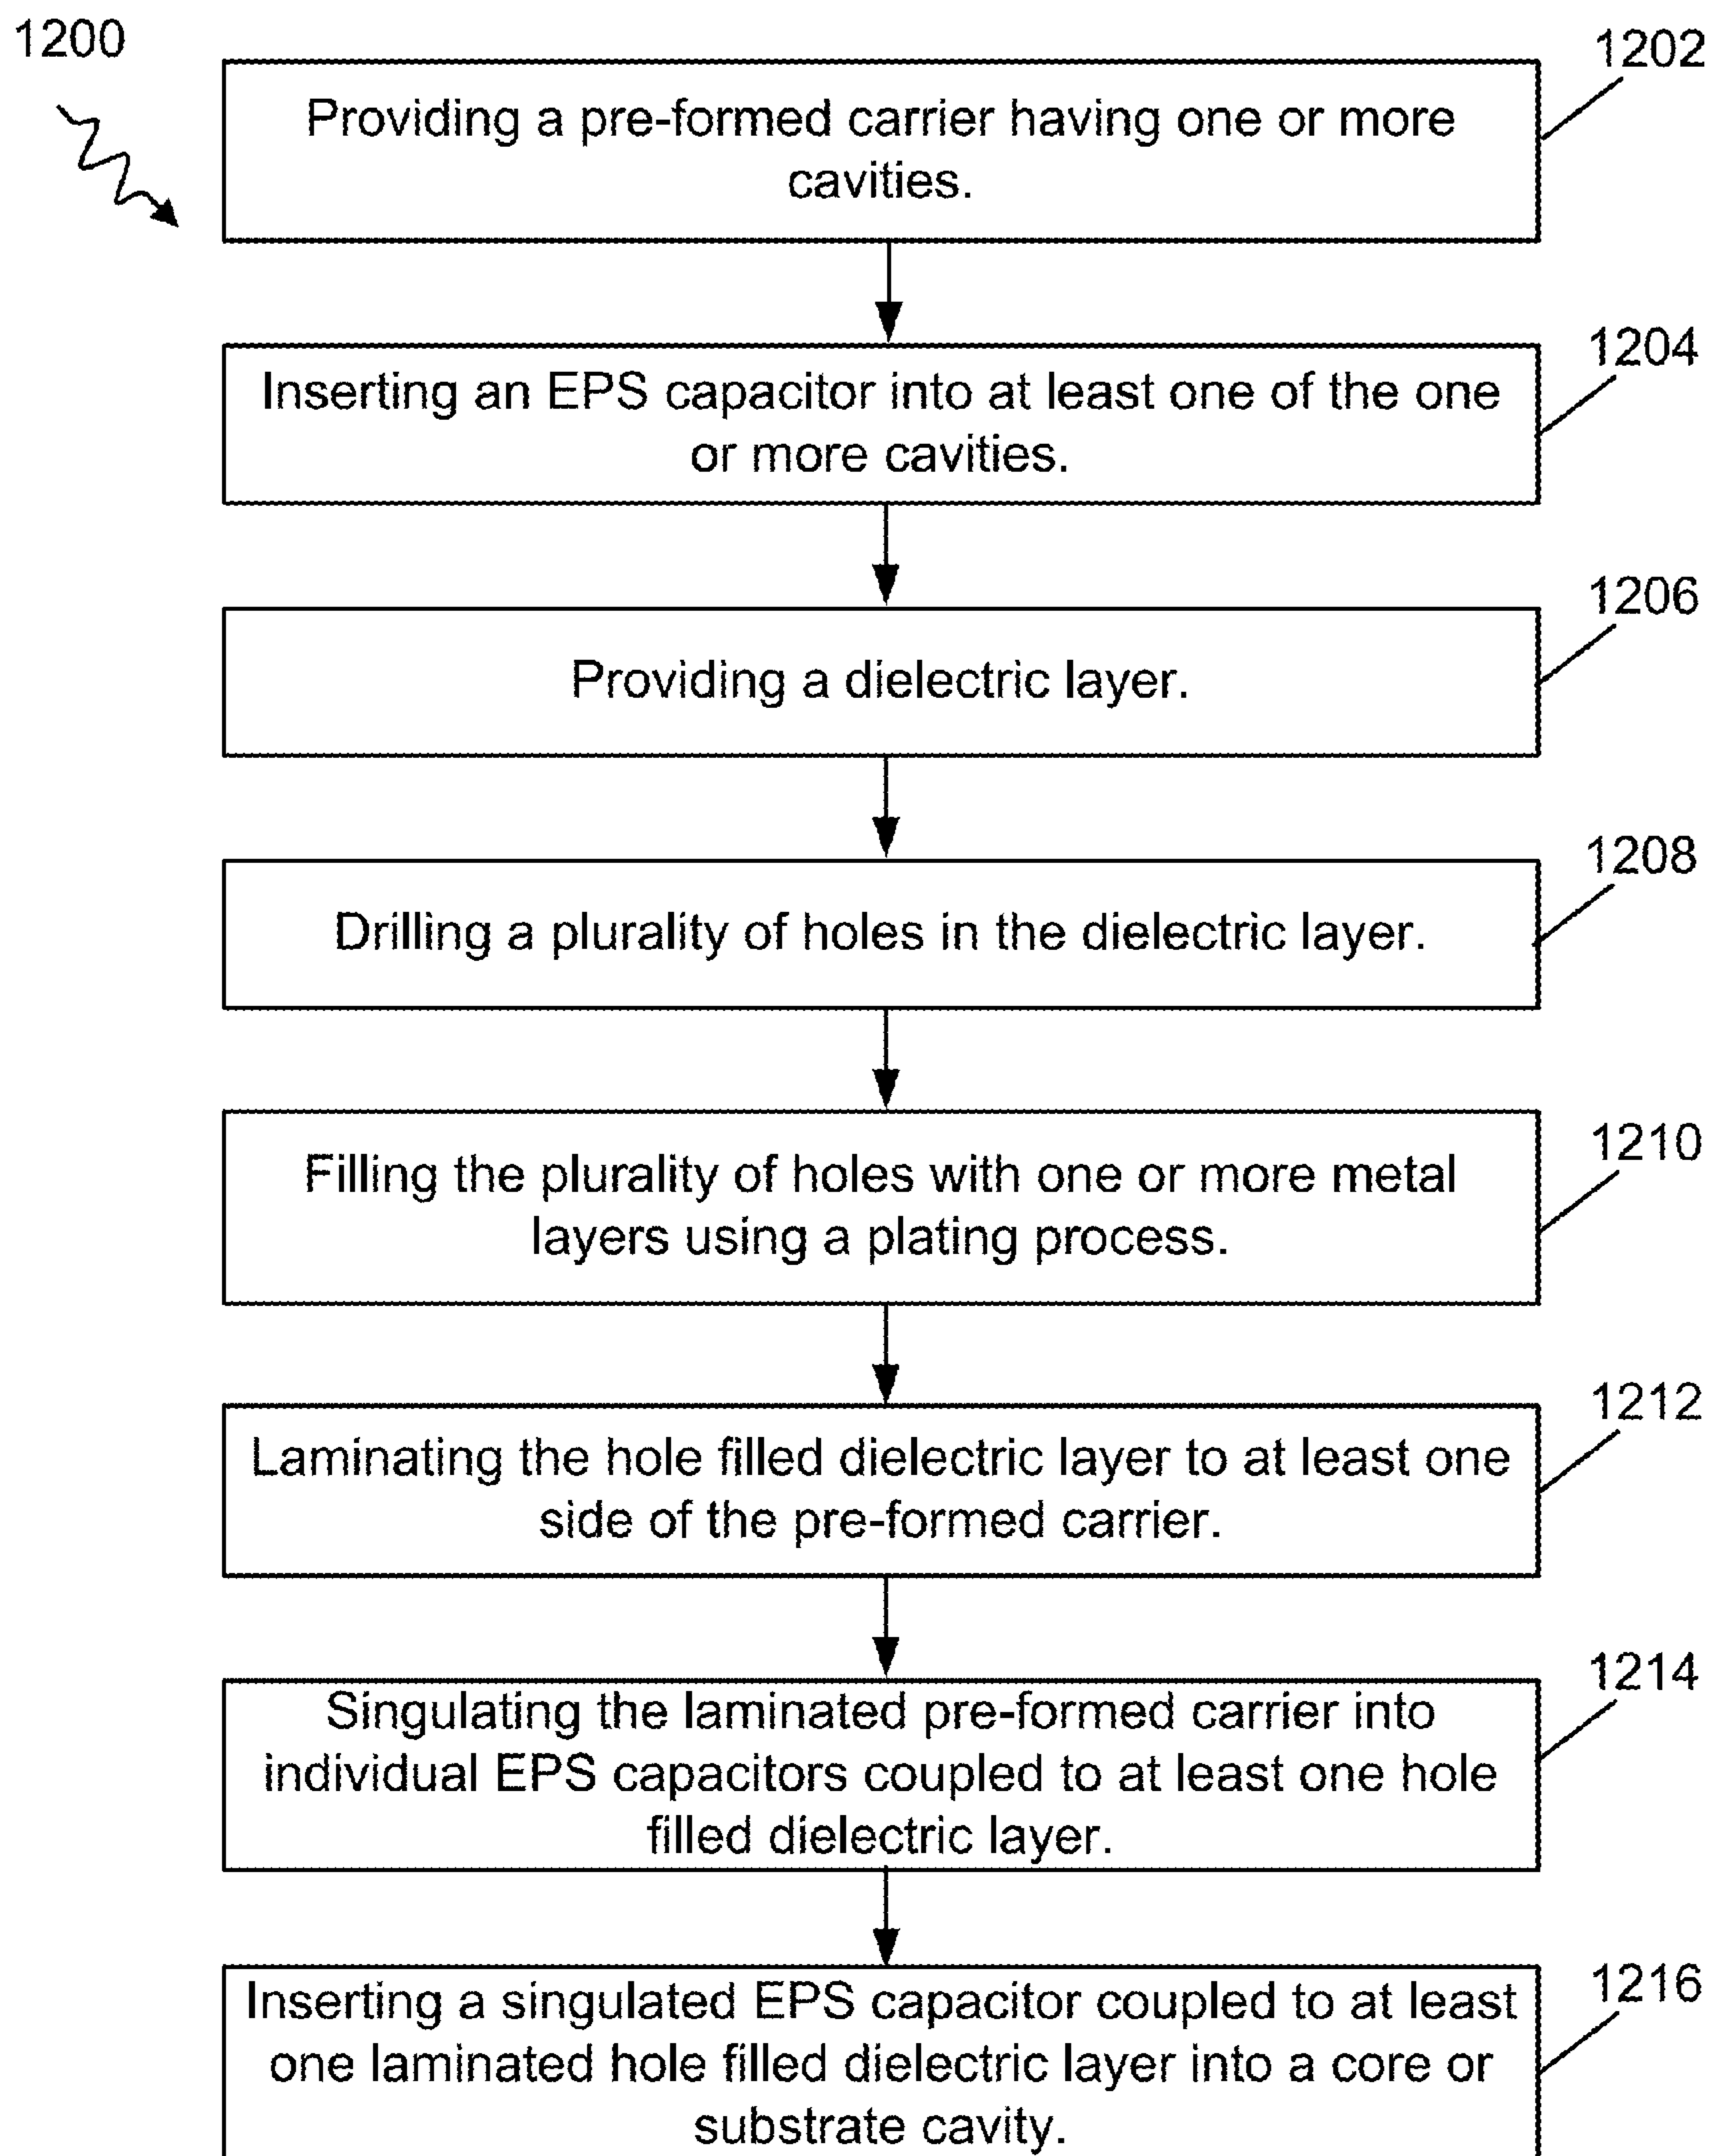 1200
1202
Providing a pre-formed carrier having one or more
cavities.
1204
Inserting an EPS capacitor into at least one of the one
or more cavities.
1206
Providing a dielectric layer.
1208
Drilling a plurality of holes in the dielectric layer.
1210
Filling the plurality of holes with one or more metal
layers using a plating process.
1212
Laminating the hole filled dielectric layer to at least one
side of the pre-formed carrier.
1214
Singulating the laminated pre-formed carrier into
individual EPS capacitors coupled to at least one hole
filled dielectric layer.
1216
Inserting a singulated EPS capacitor coupled to at least
one laminated hole filled dielectric layer into a core or
substrate cavity.